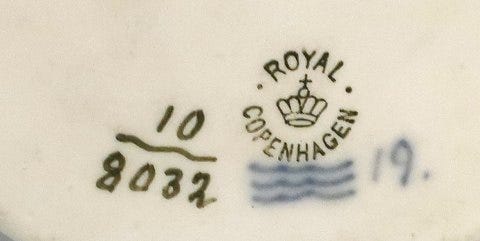 ROYAL
COPENHAGEN
10
8032
19.